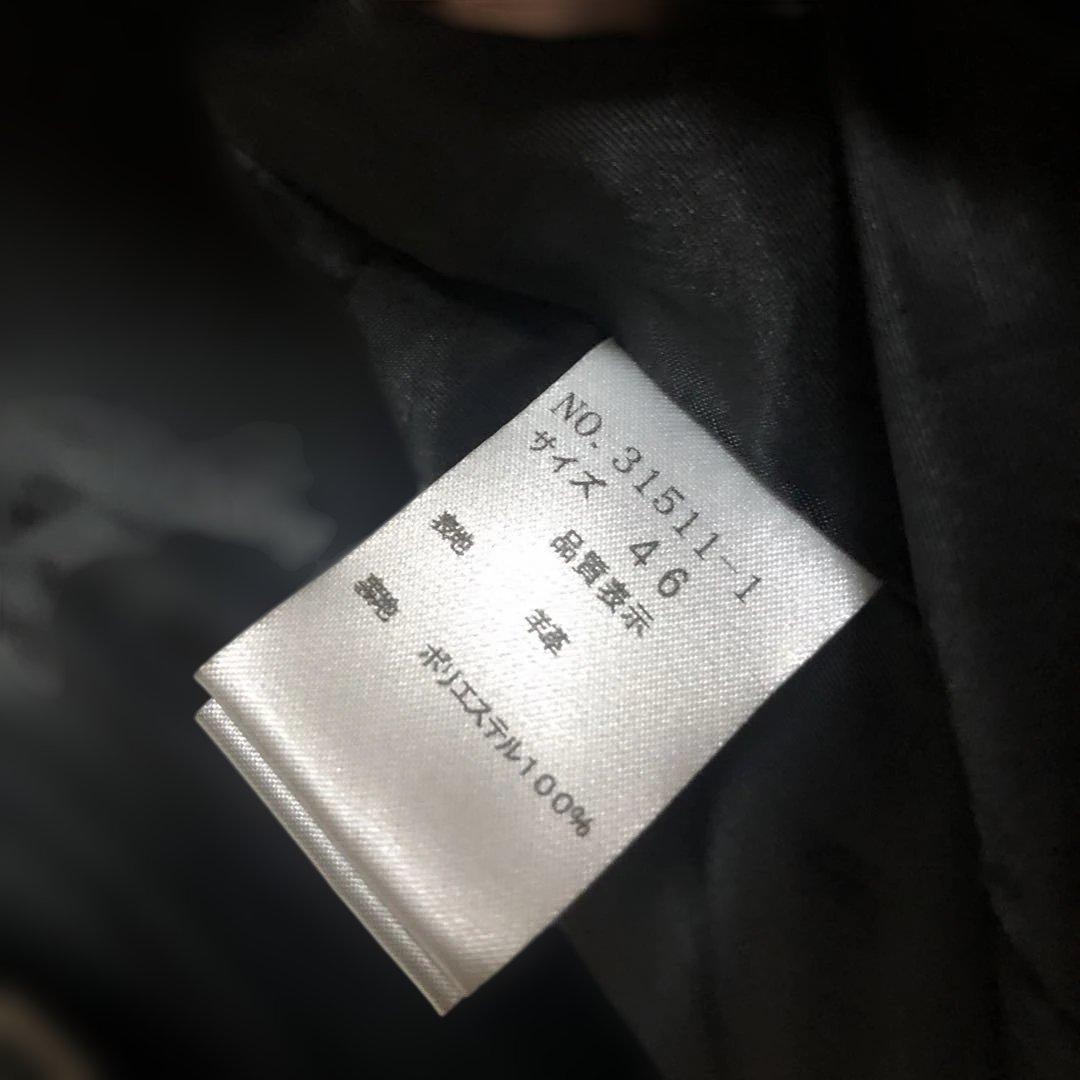 NO. 31511-1
サイズ 46
品質表示
表地 羊革
裏地 ポリエステル100%